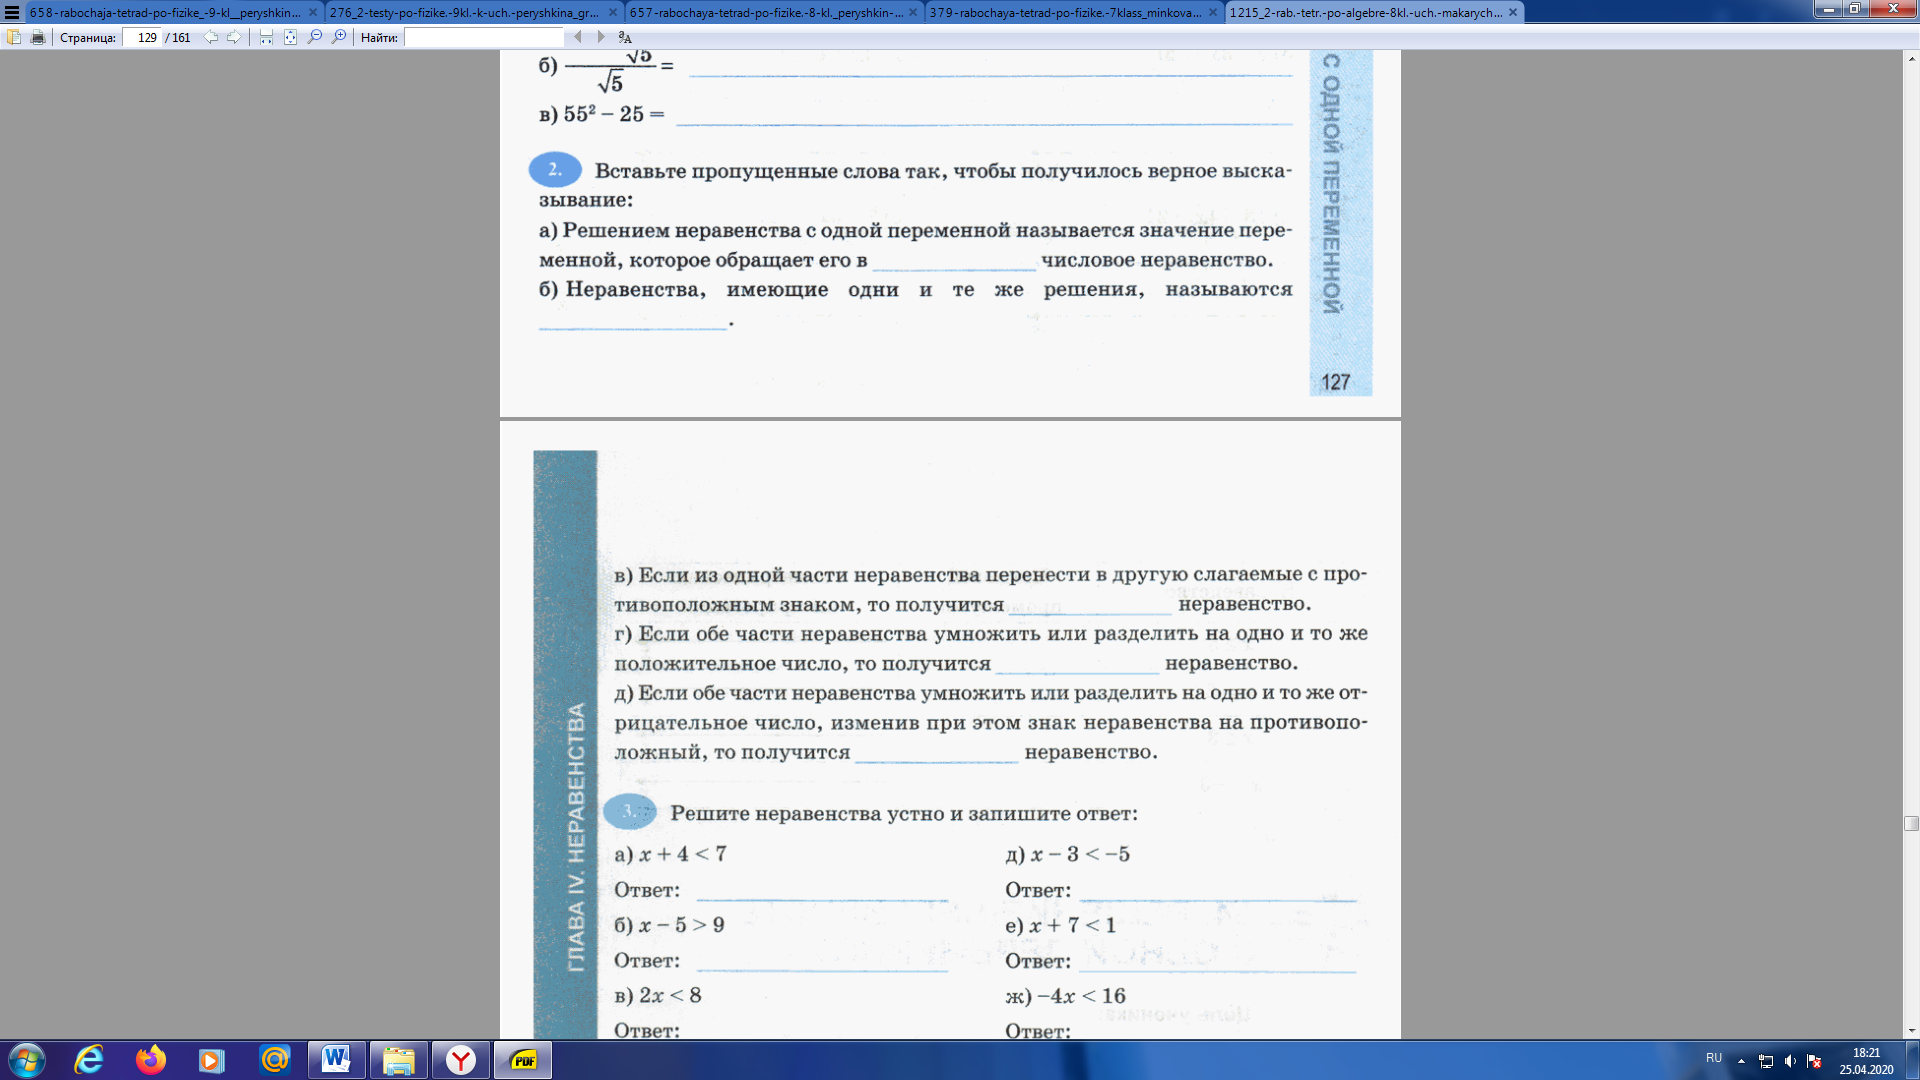 658-rabochaja-tetrad-po-fizike_-9-kl__peryshkin...
276_2-testy-po-fizike.-9kl.-k-uch.-peryshkina_gr...
657-rabochaya-tetrad-po-fizike.-8-kl._peryshkin-...
379-rabochaya-tetrad-po-fizike.-7klass_minkova...
1215_2-rab.-tetr.-po-algebre-8kl.-uch.-makarych...
Страница: 129 / 161 Найти:
б) √5 / √5 =
в) 55² – 25 =
2. Вставьте пропущенные слова так, чтобы получилось верное выска-
зывание:
а) Решением неравенства с одной переменной называется значение пере-
менной, которое обращает его в ____ числовое неравенство.
б) Неравенства, имеющие одни и те же решения, называются
____.
С ОДНОЙ ПЕРЕМЕННОЙ
127
ГЛАВА IV. НЕРАВЕНСТВА
в) Если из одной части неравенства перенести в другую слагаемые с про-
тивоположным знаком, то получится ____ неравенство.
г) Если обе части неравенства умножить или разделить на одно и то же
положительное число, то получится ____ неравенство.
д) Если обе части неравенства умножить или разделить на одно и то же от-
рицательное число, изменив при этом знак неравенства на противопо-
ложный, то получится ____ неравенство.
3. Решите неравенства устно и запишите ответ:
а) x + 4 < 7
Ответ:
б) x – 5 > 9
Ответ:
в) 2x < 8
Ответ:
д) x – 3 < –5
Ответ:
е) x + 7 < 1
Ответ:
ж) –4x < 16
Ответ:
RU
18:21
25.04.2020